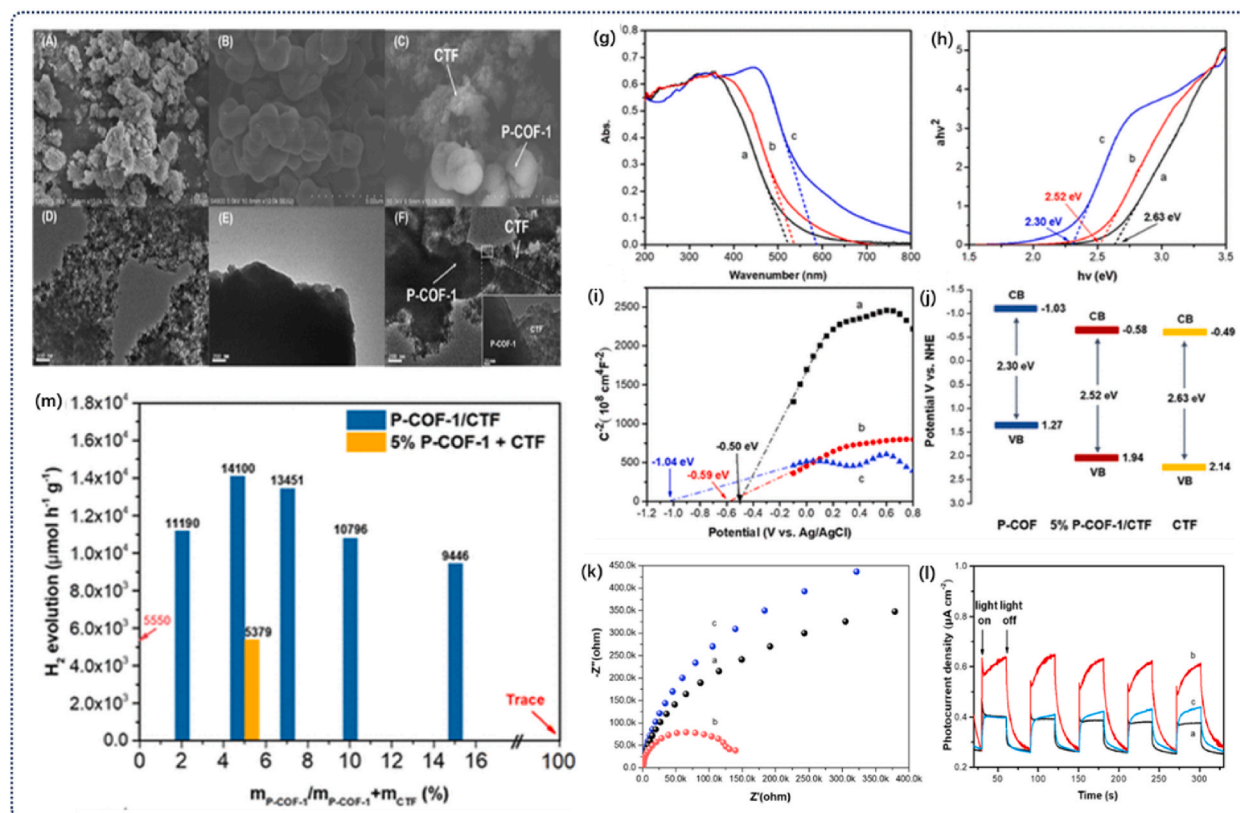 (A)
(B)
(C)
CTF
P-COF-1
(D)
(E)
(F)
CTF
P-COF-1
P-COF-1
CTF
(g)
0.8
0.7
0.6
0.5
0.4
0.3
0.2
0.1
0.0
Abs.
a
b
c
200 300 400 500 600 700 800
Wavenumber (nm)
(h)
5
4
3
2
1
0
ahv²
c
b
a
2.52 eV
2.30 eV
2.63 eV
1.5 2.0 2.5 3.0 3.5
hv (eV)
(i)
2500
2000
1500
1000
500
0
C⁻²( 10⁸ cm⁴F⁻²)
a
b
c
-0.50 eV
-1.04 eV
-0.59 eV
-1.2 -1.0 -0.8 -0.6 -0.4 -0.2 0.0 0.2 0.4 0.6 0.8
Potential (V vs. Ag/AgCl)
(j)
-1.0
-0.5
0.0
0.5
1.0
1.5
2.0
2.5
3.0
Potential V vs. NHE
CB
-1.03
2.30 eV
1.27
VB
CB
-0.58
2.52 eV
1.94
VB
CB
-0.49
2.63 eV
2.14
VB
P-COF 5% P-COF-1/CTF CTF
(m)
1.8x10⁴
1.6x10⁴
1.4x10⁴
1.2x10⁴
1.0x10⁴
8.0x10³
6.0x10³
4.0x10³
2.0x10³
0.0
H₂ evolution (μmol h⁻¹ g⁻¹)
P-COF-1/CTF
5% P-COF-1 + CTF
11190
14100
13451
10796
9446
5379
5550
Trace
0 2 4 6 8 10 12 14 16 // 100
m_P-COF-1/m_P-COF-1+m_CTF (%)
(k)
450.0k
400.0k
350.0k
300.0k
250.0k
200.0k
150.0k
100.0k
50.0k
0.0
-Z''(ohm)
c
a
b
0.0 50.0k 100.0k 150.0k 200.0k 250.0k 300.0k 350.0k 400.0k
Z'(ohm)
(l)
1.0
0.8
0.6
0.4
0.2
Photocurrent density (μA cm⁻²)
light on
light off
b
c
a
50 100 150 200 250 300
Time (s)